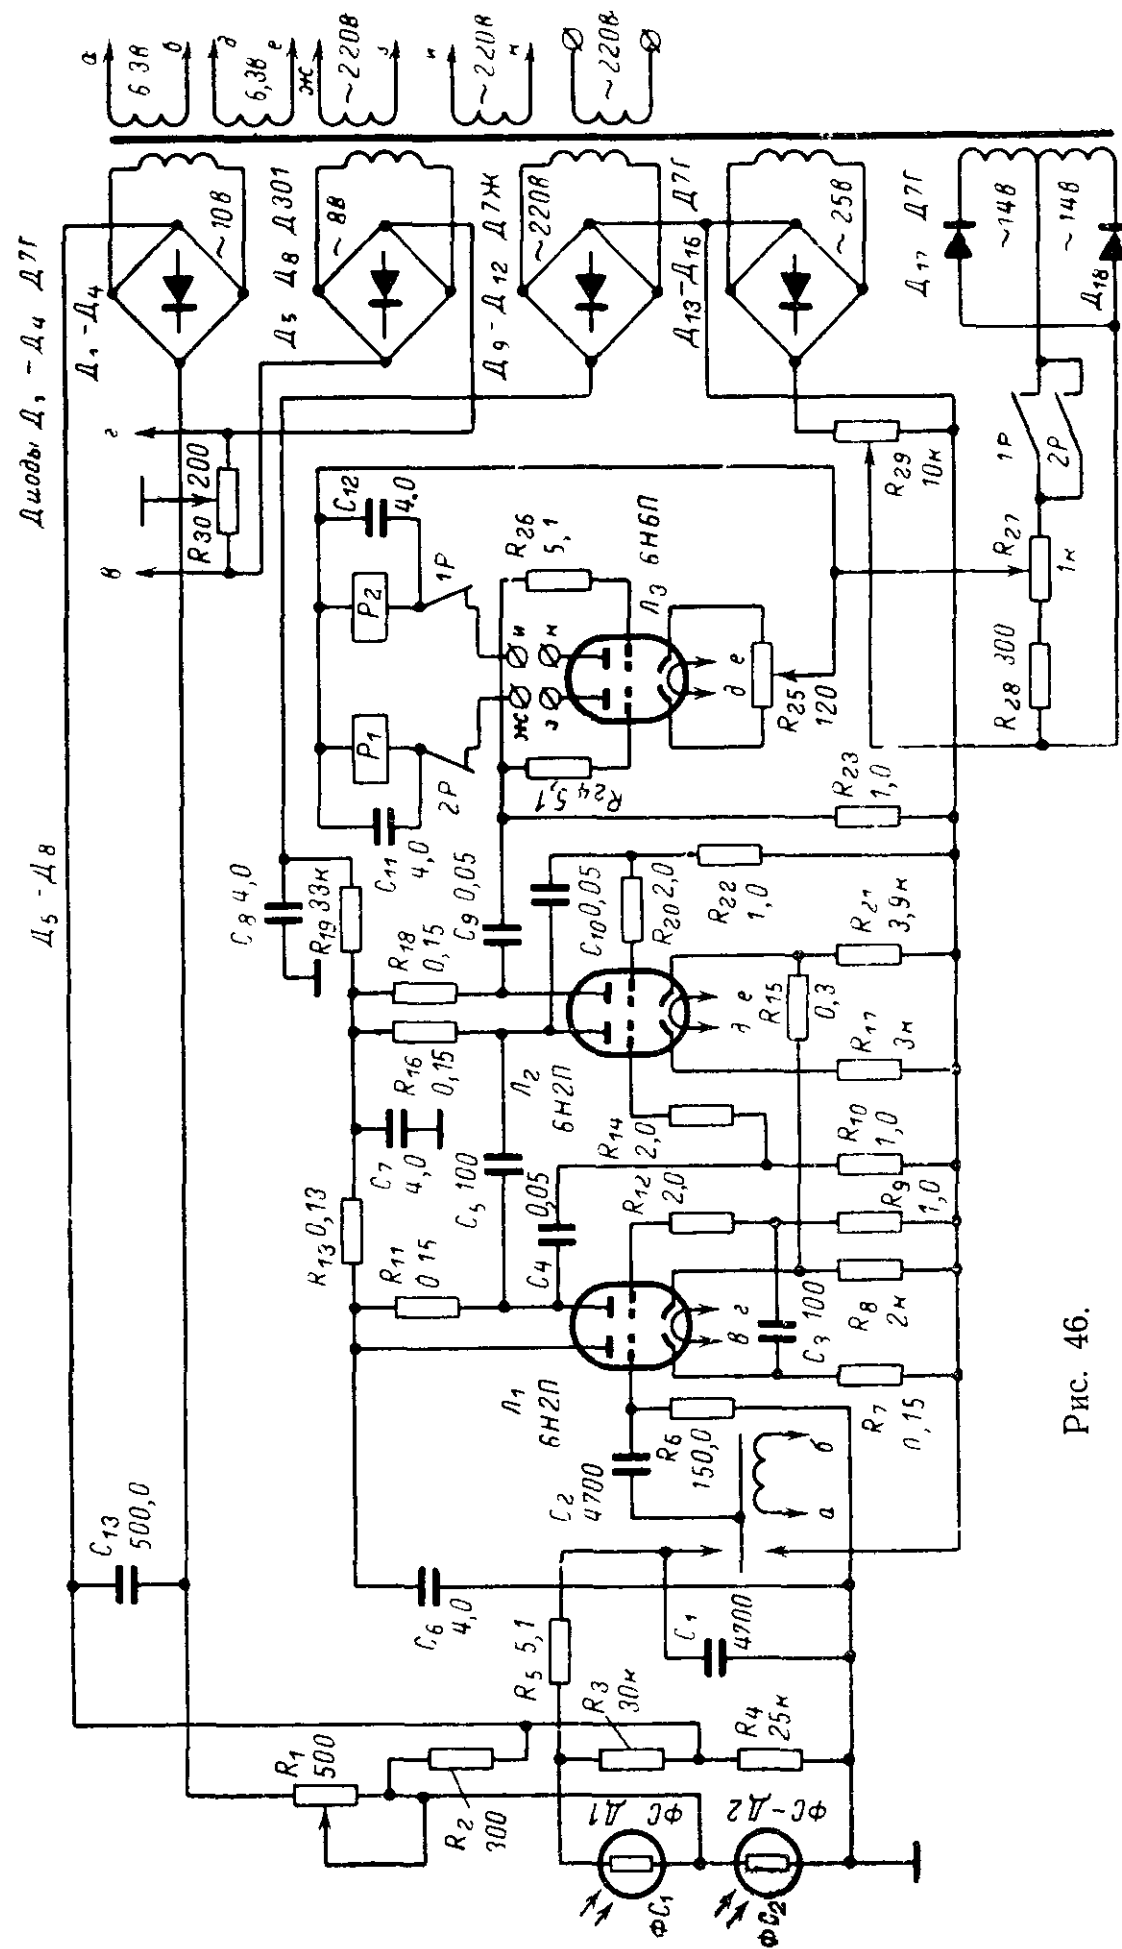 а
6 3В
в
д
6,3В
е
Ж
~220В
з
и
~220В
к
~220В
Диоды Д₁ - Д₄ Д7Г
Д₁ - Д₄
~10В
Д₅ Д₈ Д301
~8В
Д₉ - Д₁₂ Д7Ж
~220В
Д₁₃ - Д₁₆ Д7Г
~25В
Д₁₇ Д7Г
~14В
~14В
Д₁₈
г
в
R₃₀ 200
Д₅ - Д₈
C₁₂
4.0
P₂
1Р
P₁
2Р
C₁₁
4,0
R₂₆
5,1
и
к
ж
з
Л₃ 6Н6П
R₂₄ 5,1
д е
R₂₅
120
R₂₉
10к
1Р
2Р
R₂₇
1к
R₂₈ 300
R₂₃
1,0
C₈ 4,0
R₁₉ 33к
R₁₈
0,15
C₉ 0,05
R₁₆
0,15
C₁₀ 0,05
R₂₀ 2,0
R₂₂
1,0
R₂₁
3,9к
Л₂
6Н2П
д е
R₁₅
0,3
R₁₇
3к
C₇
4,0
C₅ 100
R₁₄
2,0
R₁₀
1,0
R₁₃ 0,13
R₁₁
0 15
C₄ 0,05
R₁₂
2,0
R₉
1,0
Л₁
6Н2П
в г
C₃ 100
R₈
2к
R₇
0,15
C₁₃
500,0
C₂
4700
R₆
150,0
а б
C₆
4,0
C₁
4700
R₅ 5,1
R₃
30к
R₄
25к
R₁
500
R₂
300
ФС Д1
ФС₁
ФС-Д2
ФС₂
Рис. 46.